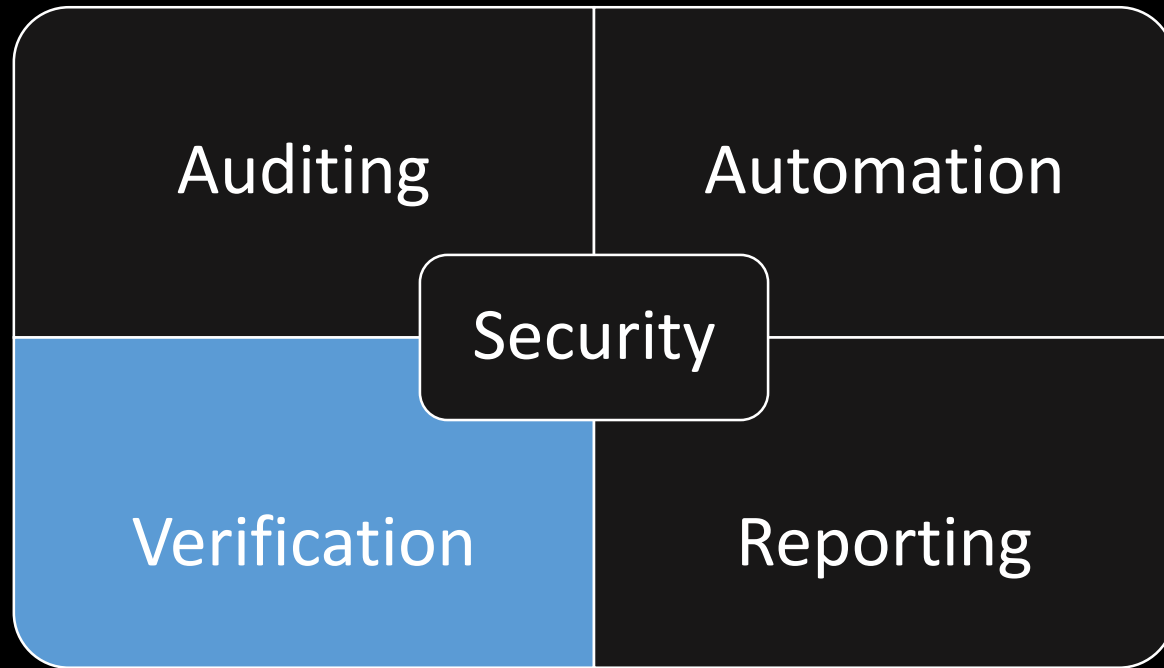 Auditing
Automation
Security
Verification
Reporting